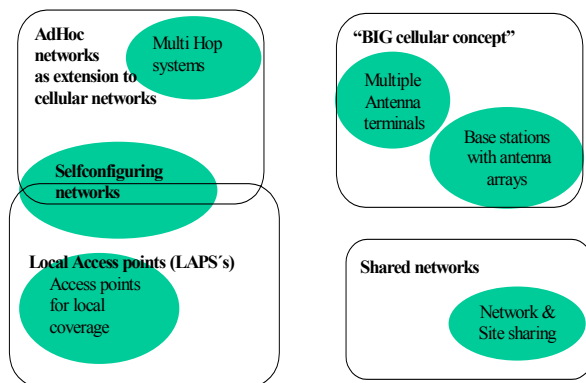 AdHoc
networks
as extension to
cellular networks
Multi Hop
systems
Selfconfiguring
networks
Local Access points (LAPS´s)
Access points
for local
coverage
“BIG cellular concept”
Multiple
Antenna
terminals
Base stations
with antenna
arrays
Shared networks
Network &
Site sharing